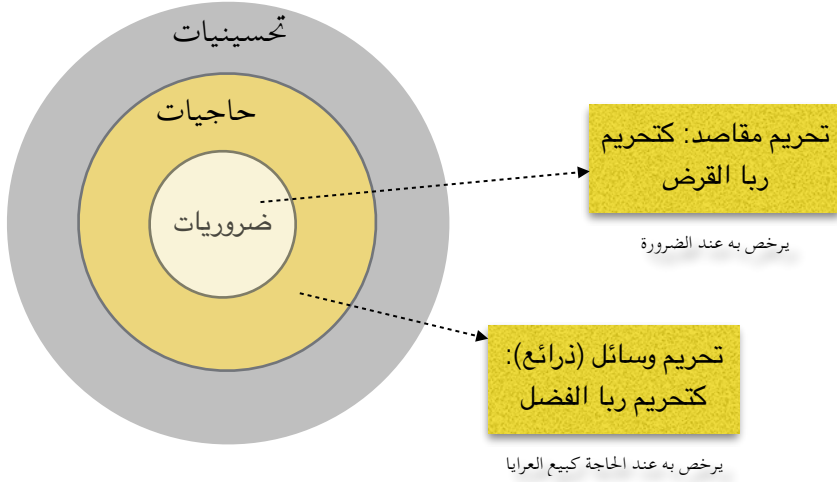 تحسينيات
حاجيات
ضروريات
تحريم مقاصد: كتحريم
ربا القرض
يرخص به عند الضرورة
تحريم وسائل (ذرائع):
كتحريم ربا الفضل
يرخص به عند الحاجة كبيع العرايا